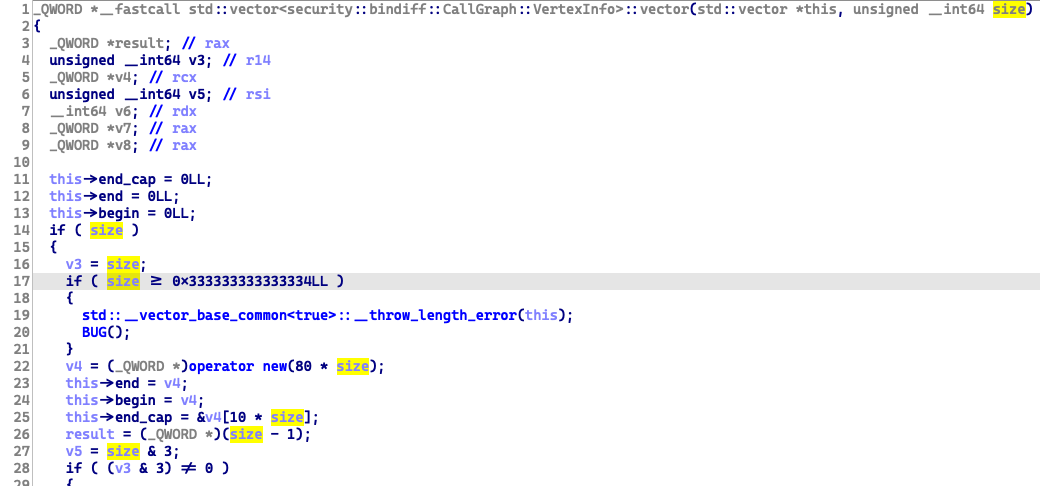 1 _QWORD *__fastcall std::vector<security::bindiff::CallGraph::VertexInfo>::vector(std::vector *this, unsigned __int64 size)
2 {
3   _QWORD *result; // rax
4   unsigned __int64 v3; // r14
5   _QWORD *v4; // rcx
6   unsigned __int64 v5; // rsi
7   __int64 v6; // rdx
8   _QWORD *v7; // rax
9   _QWORD *v8; // rax
10
11   this->end_cap = 0LL;
12   this->end = 0LL;
13   this->begin = 0LL;
14   if ( size )
15   {
16     v3 = size;
17     if ( size ≥ 0x333333333333334LL )
18     {
19       std::__vector_base_common<true>::__throw_length_error(this);
20       BUG();
21     }
22     v4 = (_QWORD *)operator new(80 * size);
23     this->end = v4;
24     this->begin = v4;
25     this->end_cap = &v4[10 * size];
26     result = (_QWORD *)(size - 1);
27     v5 = size & 3;
28     if ( (v3 & 3) ≠ 0 )
29     {